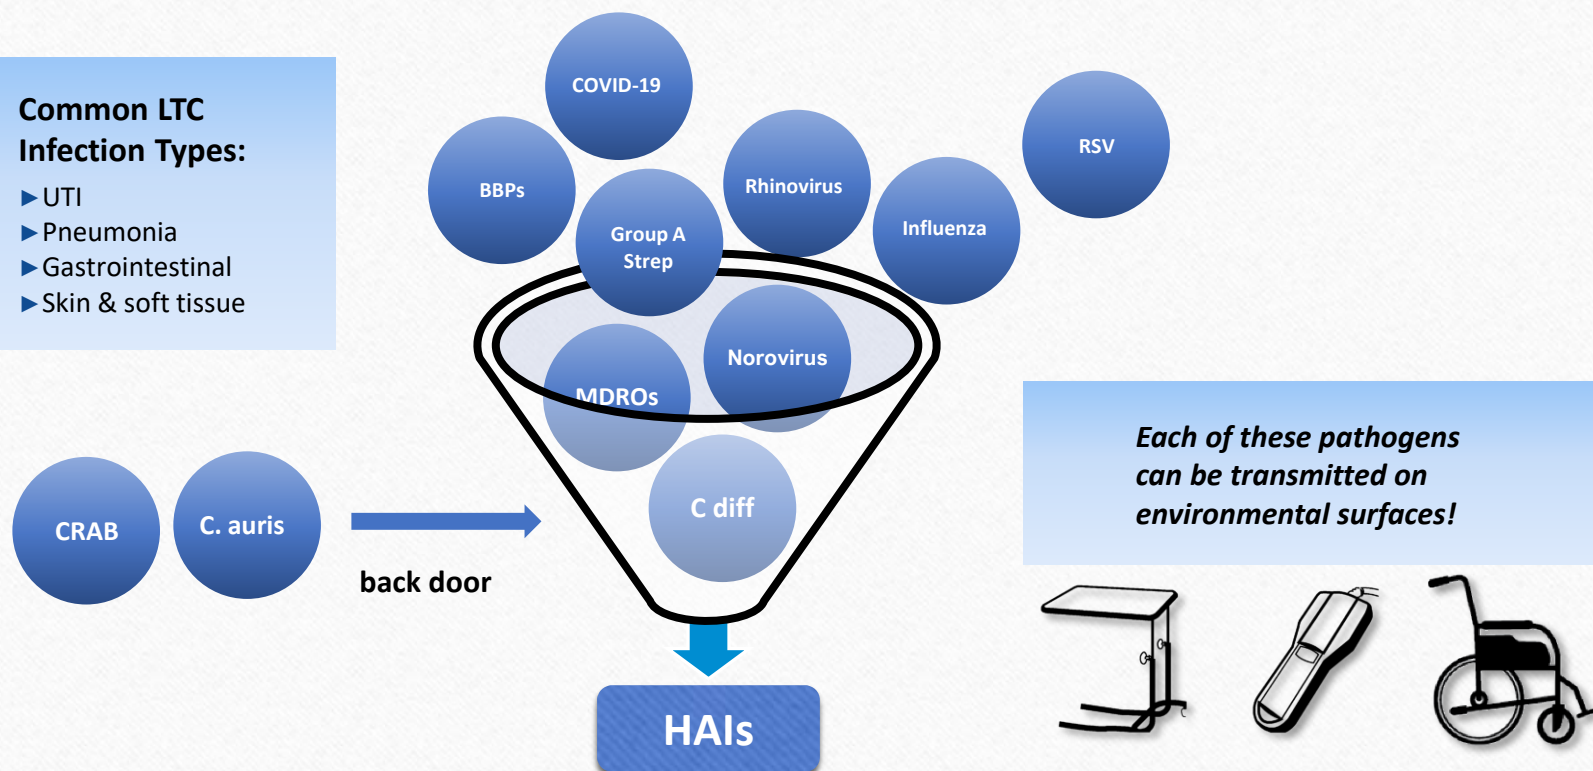 Common LTC
Infection Types:
►UTI
►Pneumonia
►Gastrointestinal
►Skin & soft tissue
COVID-19
BBPs
Group A
Strep
Rhinovirus
Influenza
RSV
MDROs
Norovirus
C diff
CRAB
C. auris
back door
HAIs
Each of these pathogens
can be transmitted on
environmental surfaces!